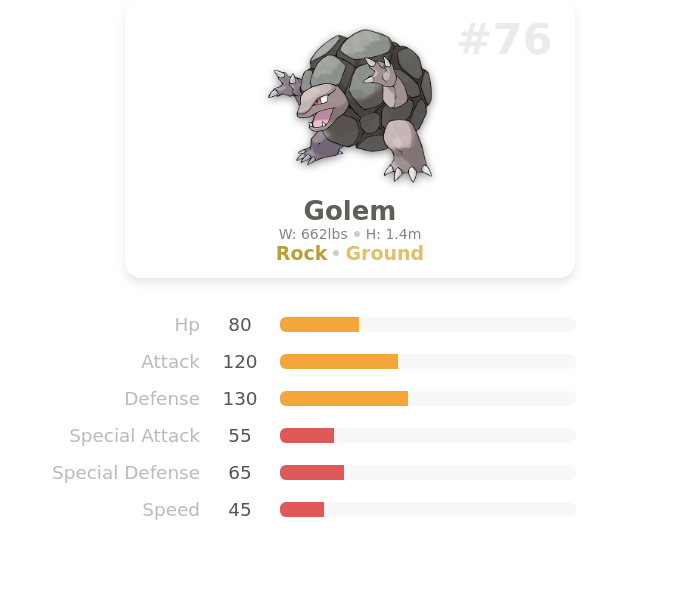 #76
Golem
W: 662lbs • H: 1.4m
Rock • Ground
Hp 80
Attack 120
Defense 130
Special Attack 55
Special Defense 65
Speed 45